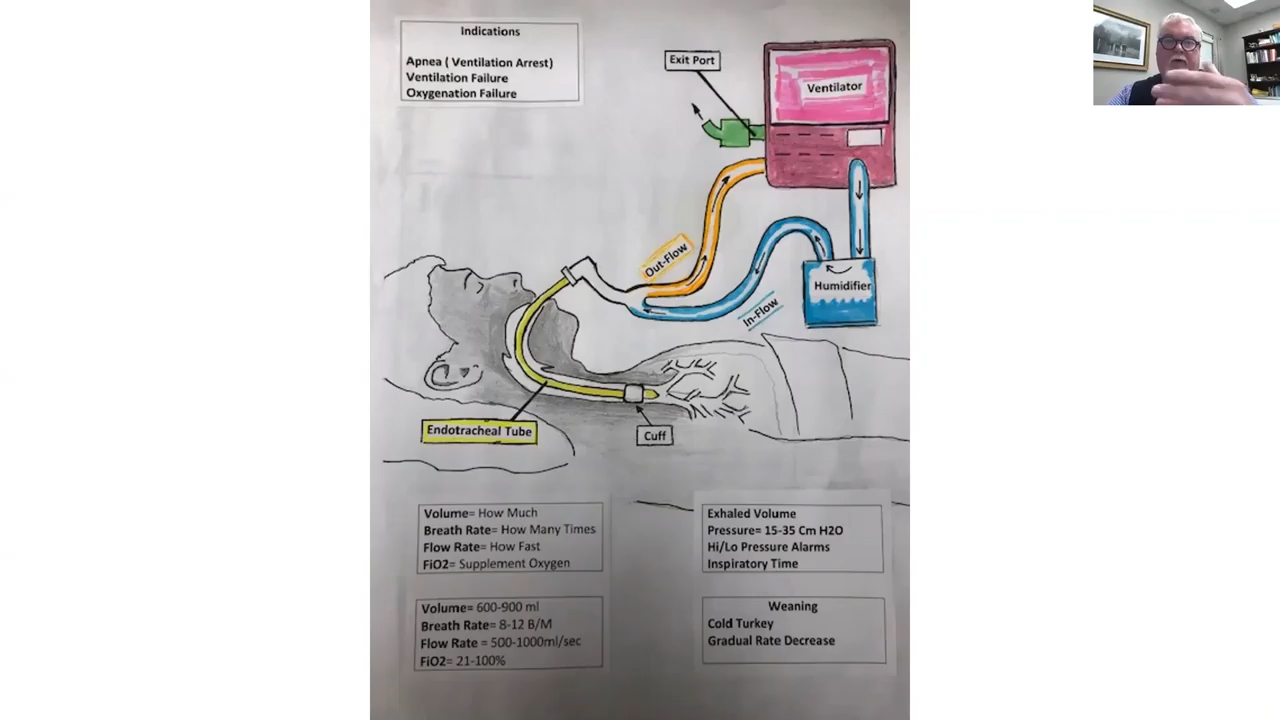 Indications
Apnea ( Ventilation Arrest)
Ventilation Failure
Oxygenation Failure
Exit Port
Ventilator
Out-Flow
Humidifier
In-Flow
Endotracheal Tube
Cuff
Volume= How Much
Breath Rate= How Many Times
Flow Rate= How Fast
FiO2= Supplement Oxygen
Exhaled Volume
Pressure= 15-35 Cm H2O
Hi/Lo Pressure Alarms
Inspiratory Time
Volume= 600-900 ml
Breath Rate= 8-12 B/M
Flow Rate = 500-1000ml/sec
FiO2= 21-100%
Weaning
Cold Turkey
Gradual Rate Decrease